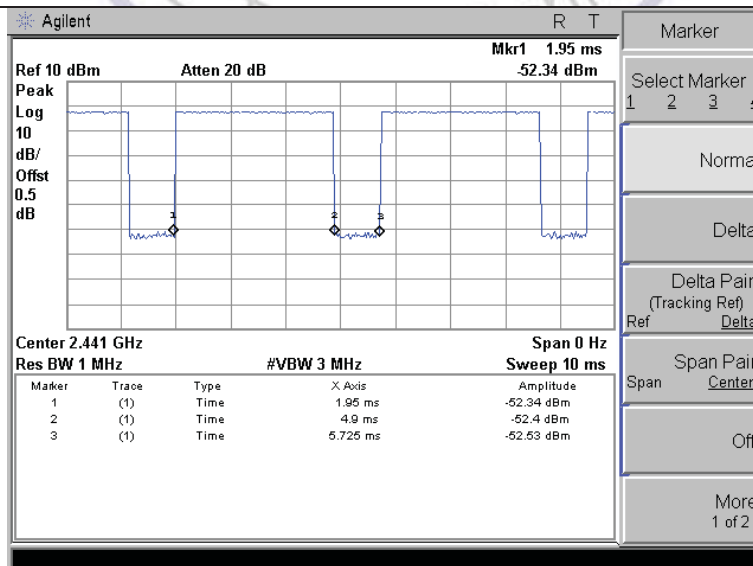 Agilent R T
Mkr1 1.95 ms
Ref 10 dBm Atten 20 dB -52.34 dBm
Peak
Log
10
dB/
Offst
0.5
dB
1 2 3
Center 2.441 GHz Span 0 Hz
Res BW 1 MHz #VBW 3 MHz Sweep 10 ms
Marker Trace Type X Axis Amplitude
1 (1) Time 1.95 ms -52.34 dBm
2 (1) Time 4.9 ms -52.4 dBm
3 (1) Time 5.725 ms -52.53 dBm
Marker
Select Marker
1 2 3
Norma
Delta
Delta Pair
(Tracking Ref)
Ref Delta
Span Pair
Span Center
Off
More
1 of 2